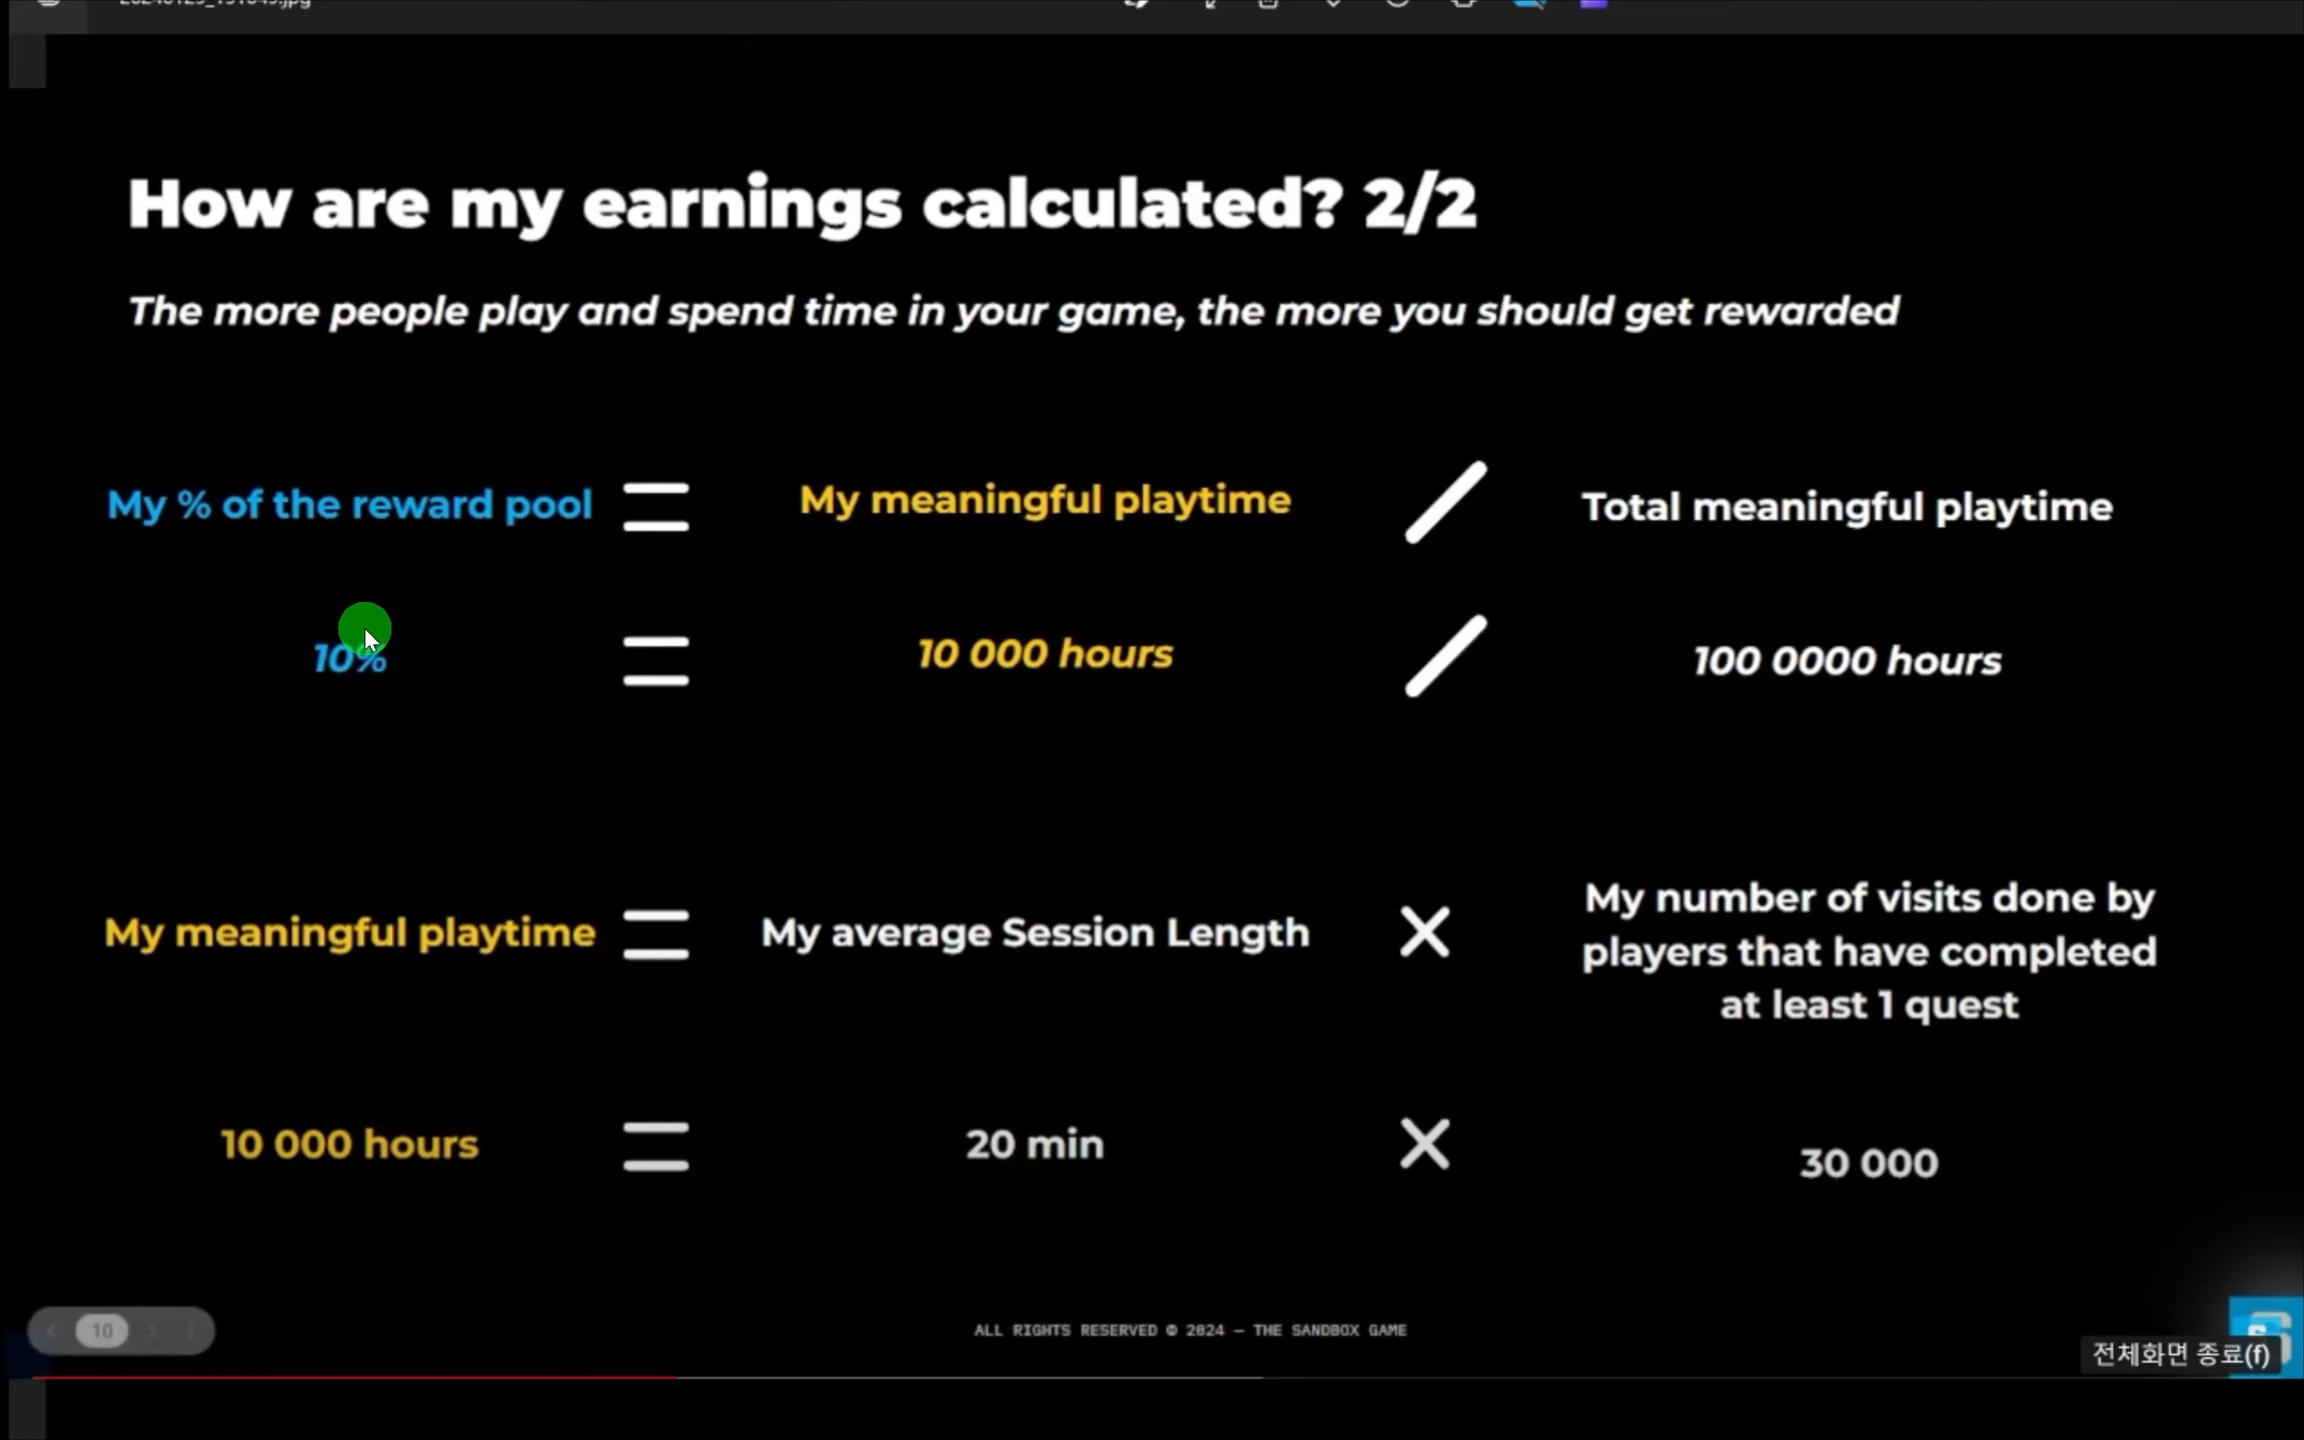 How are my earnings calculated? 2/2
The more people play and spend time in your game, the more you should get rewarded
My % of the reward pool = My meaningful playtime / Total meaningful playtime
10% = 10 000 hours / 100 0000 hours
My meaningful playtime = My average Session Length × My number of visits done by
players that have completed
at least 1 quest
10 000 hours = 20 min × 30 000
10
ALL RIGHTS RESERVED © 2024 – THE SANDBOX GAME
전체화면 종료(f)